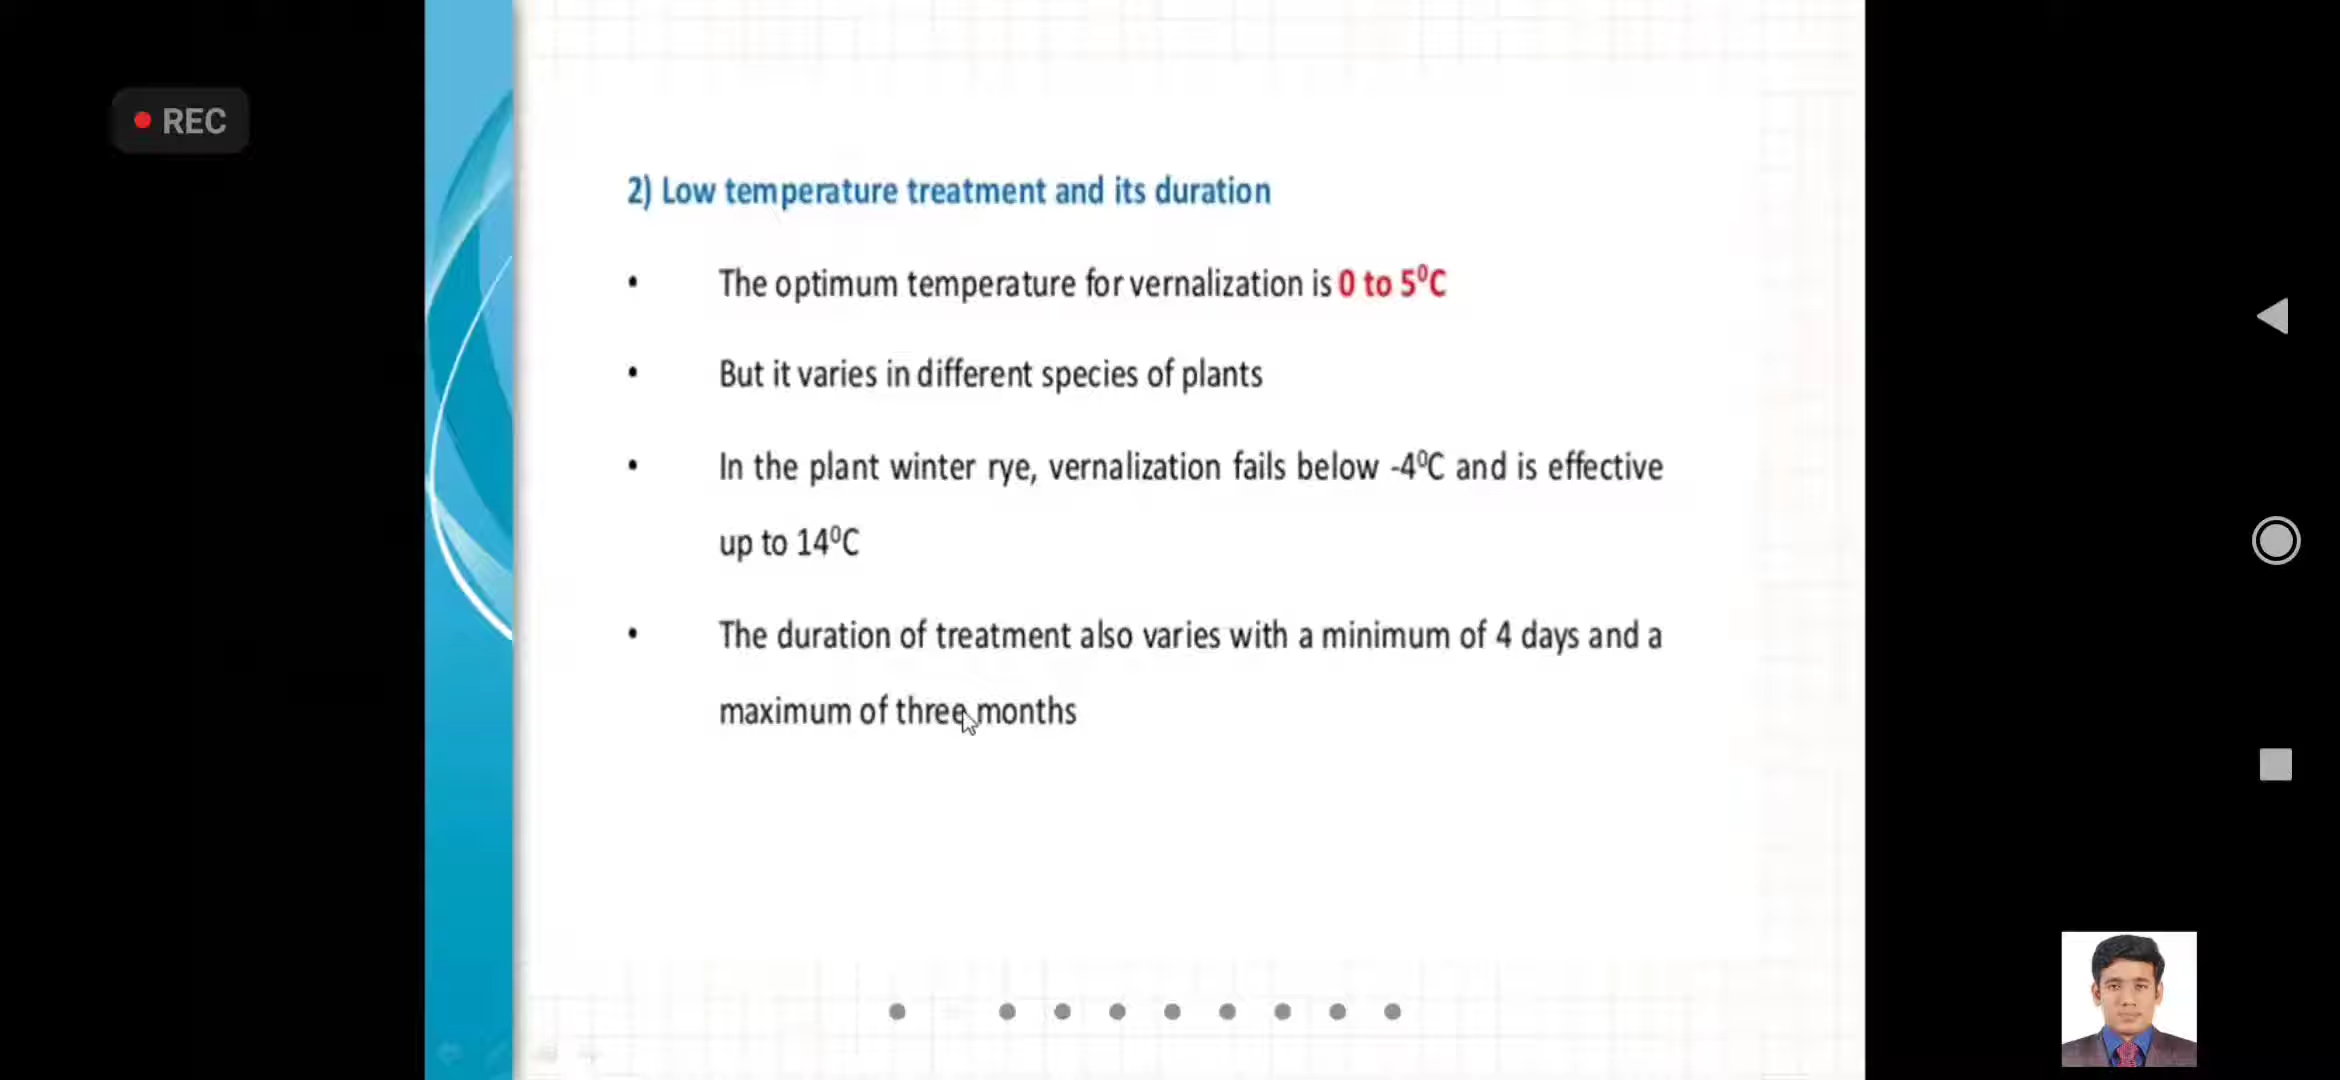 REC
2) Low temperature treatment and its duration
• The optimum temperature for vernalization is 0 to 5⁰C
• But it varies in different species of plants
• In the plant winter rye, vernalization fails below -4⁰C and is effective
up to 14⁰C
• The duration of treatment also varies with a minimum of 4 days and a
maximum of three months